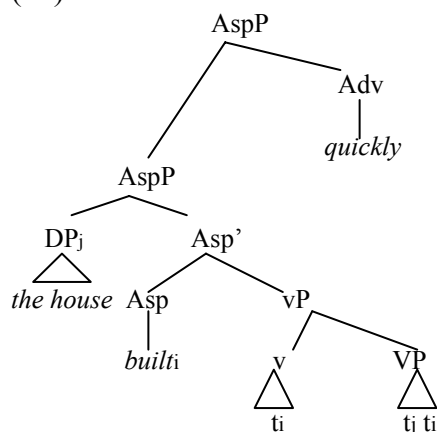 AspP
Adv
quickly
AspP
DPj Asp'
the house Asp vP
builti v VP
ti tj ti